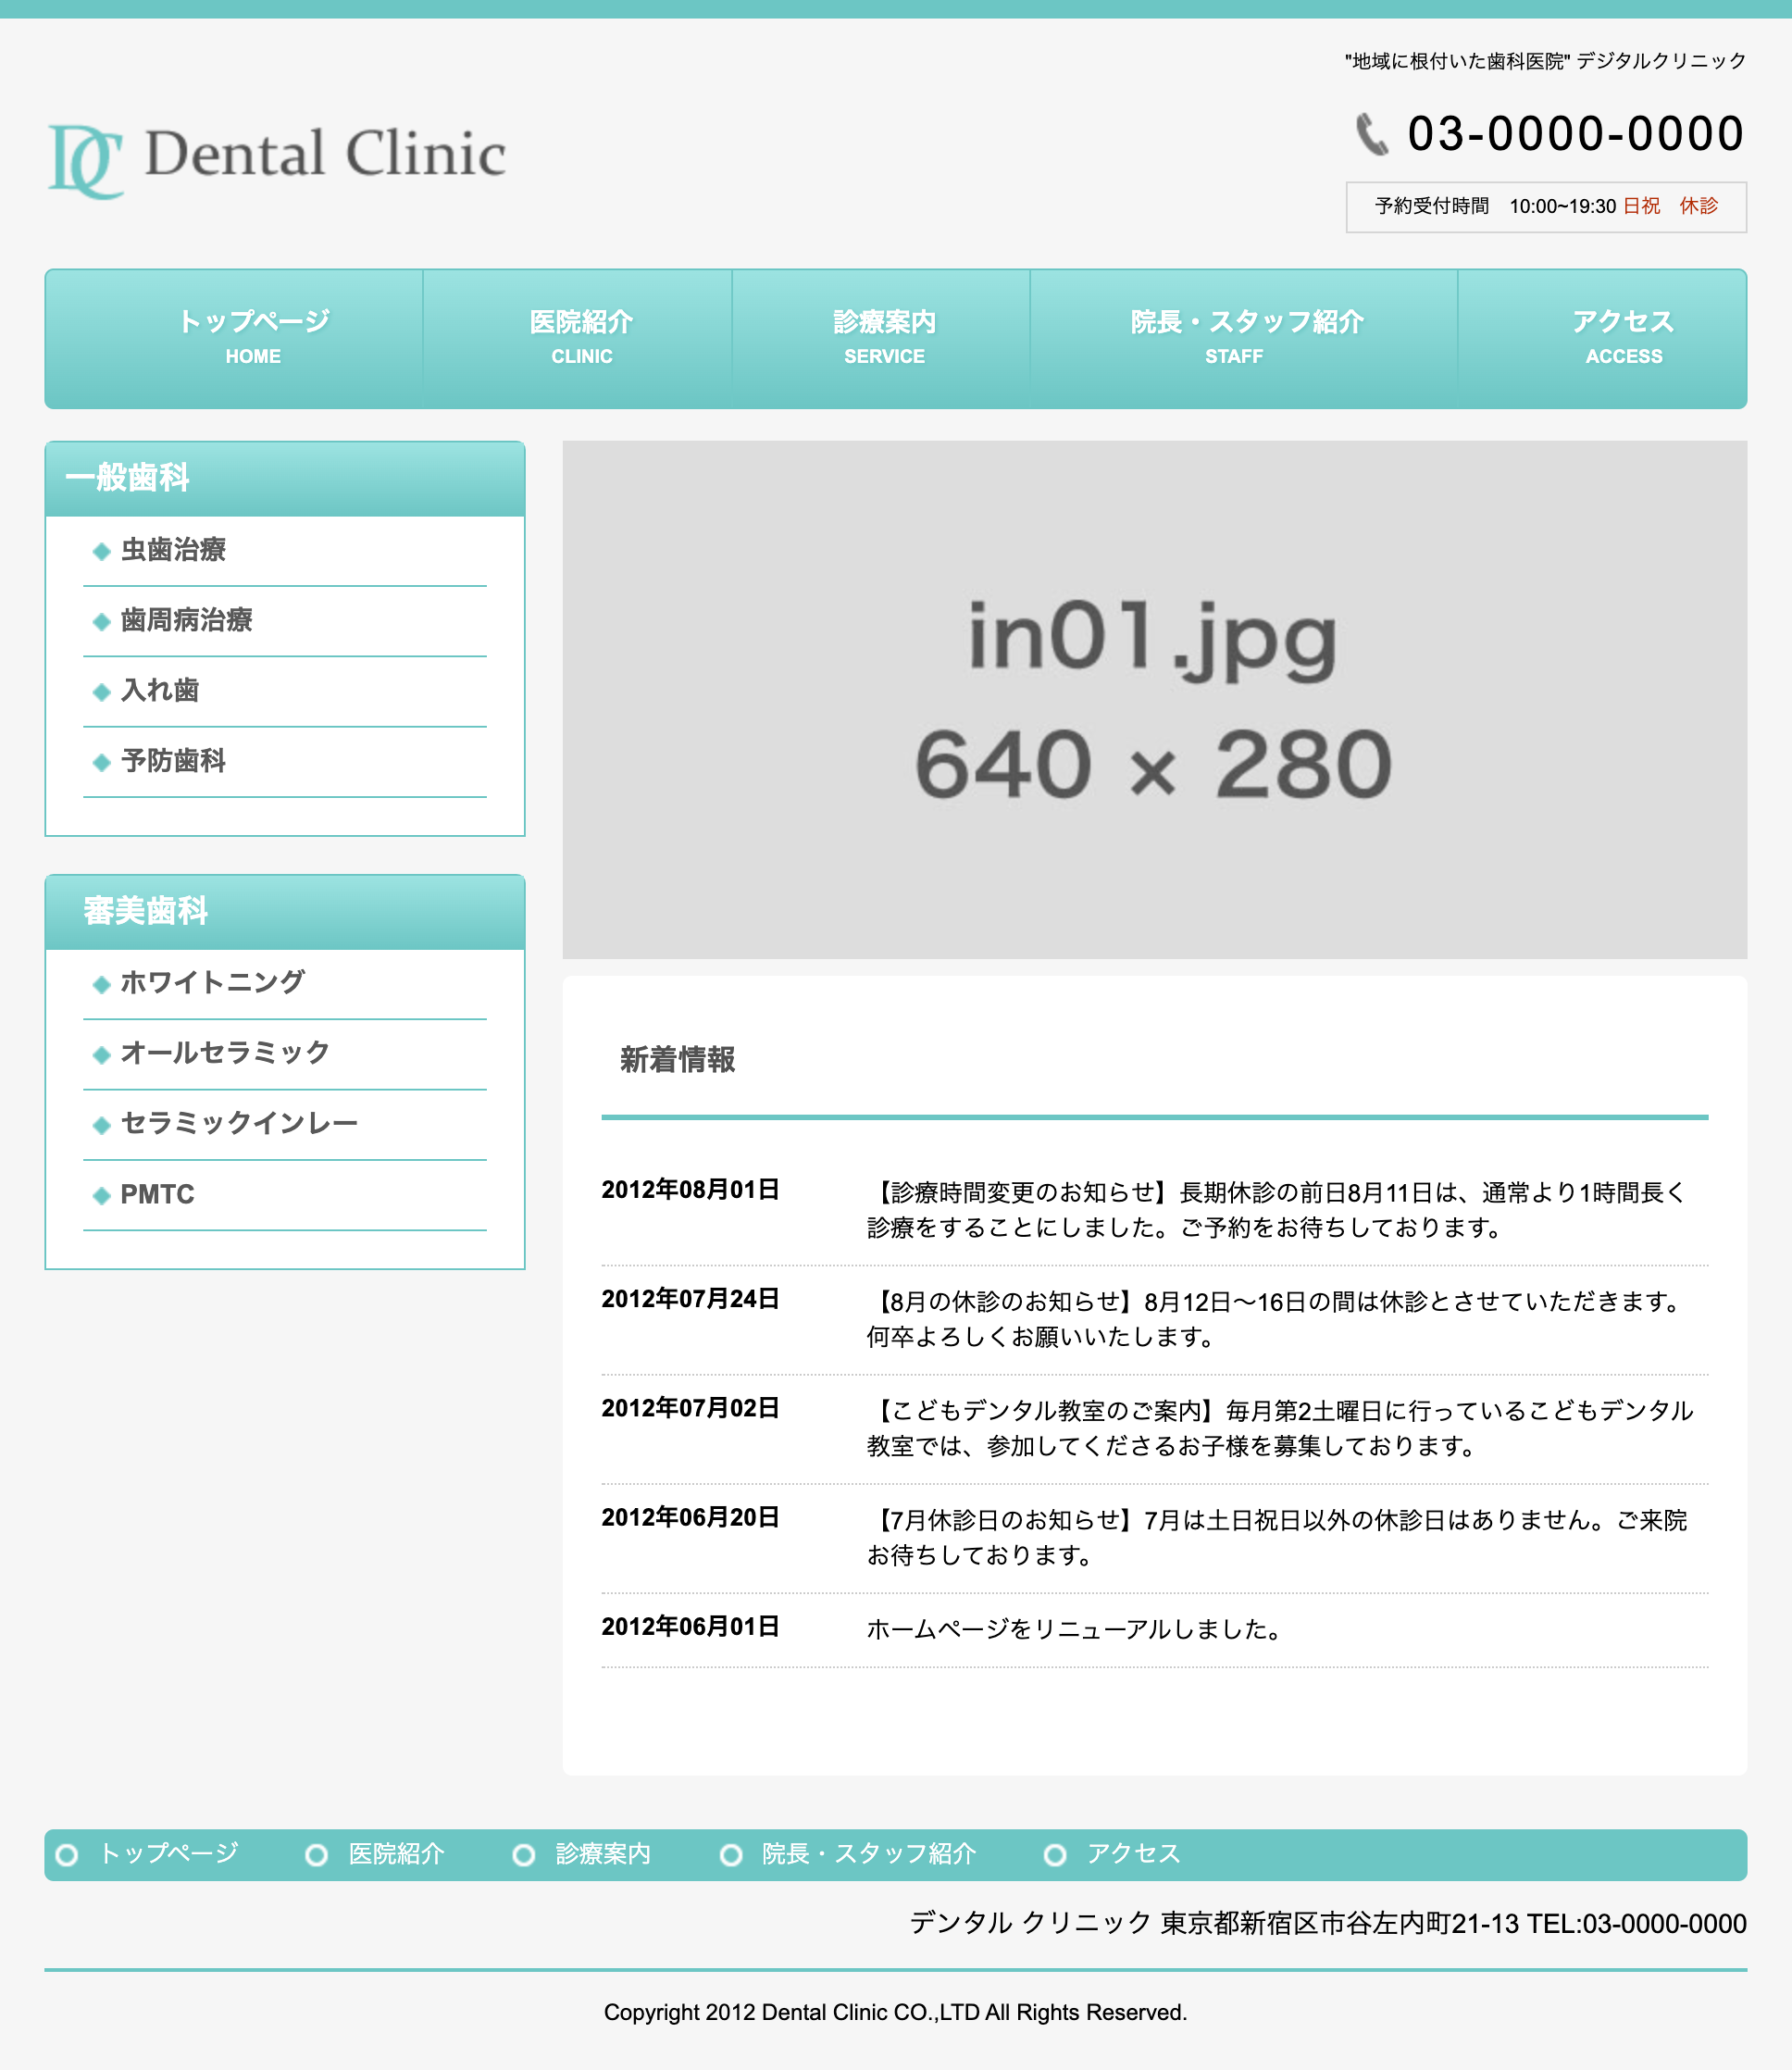 "地域に根付いた歯科医院" デジタルクリニック
DC Dental Clinic
03-0000-0000
予約受付時間　10:00~19:30 日祝　休診
トップページ
HOME
医院紹介
CLINIC
診療案内
SERVICE
院長・スタッフ紹介
STAFF
アクセス
ACCESS
一般歯科
虫歯治療
歯周病治療
入れ歯
予防歯科
審美歯科
ホワイトニング
オールセラミック
セラミックインレー
PMTC
in01.jpg
640 × 280
新着情報
2012年08月01日
【診療時間変更のお知らせ】長期休診の前日8月11日は、通常より1時間長く
診療をすることにしました。ご予約をお待ちしております。
2012年07月24日
【8月の休診のお知らせ】8月12日〜16日の間は休診とさせていただきます。
何卒よろしくお願いいたします。
2012年07月02日
【こどもデンタル教室のご案内】毎月第2土曜日に行っているこどもデンタル
教室では、参加してくださるお子様を募集しております。
2012年06月20日
【7月休診日のお知らせ】7月は土日祝日以外の休診日はありません。ご来院
お待ちしております。
2012年06月01日
ホームページをリニューアルしました。
トップページ 医院紹介 診療案内 院長・スタッフ紹介 アクセス
デンタル クリニック 東京都新宿区市谷左内町21-13 TEL:03-0000-0000
Copyright 2012 Dental Clinic CO.,LTD All Rights Reserved.